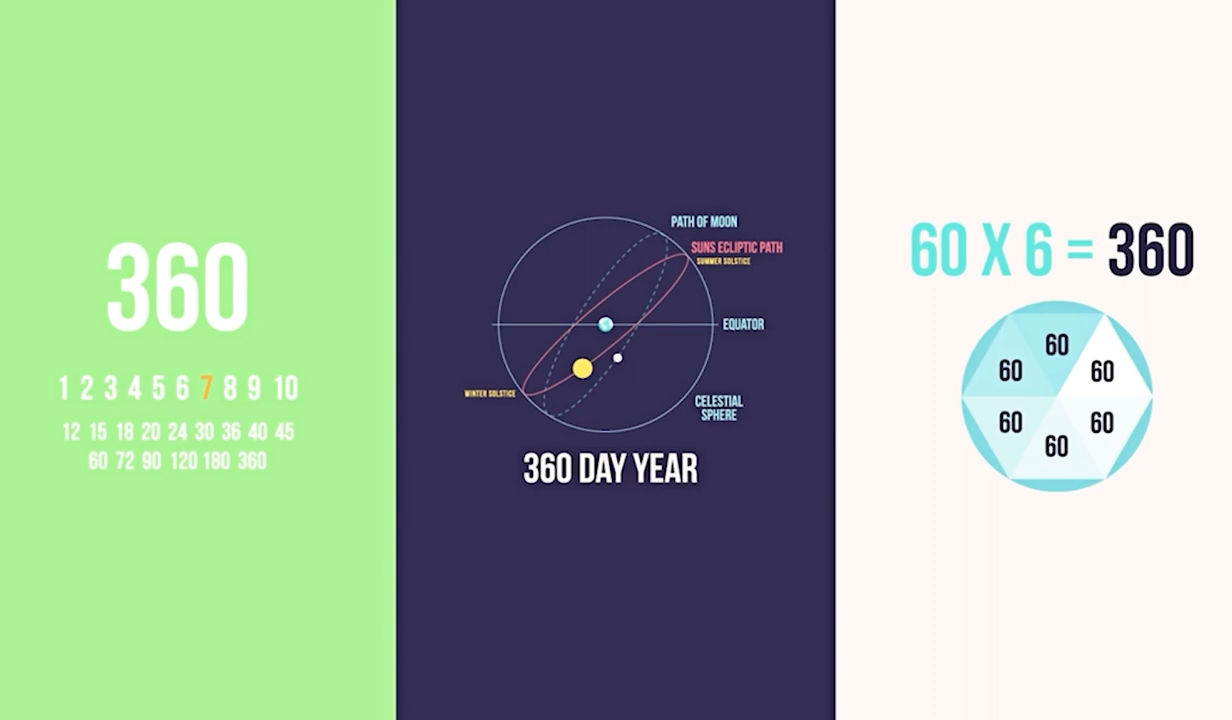 360
1 2 3 4 5 6 7 8 9 10
12 15 18 20 24 30 36 40 45
60 72 90 120 180 360
PATH OF MOON
SUNS ECLIPTIC PATH
SUMMER SOLSTICE
EQUATOR
WINTER SOLSTICE
CELESTIAL
SPHERE
360 DAY YEAR
60 X 6 = 360
60
60
60
60
60
60